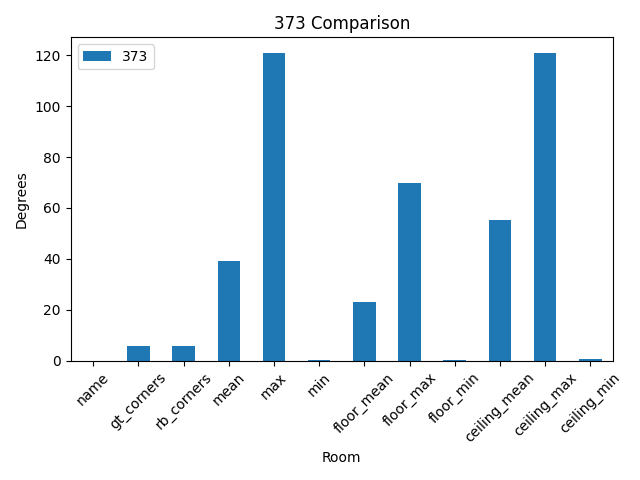 373 Comparison
373
Degrees
120
100
80
60
40
20
0
name
gt_corners
rb_corners
mean
max
min
floor_mean
floor_max
floor_min
ceiling_mean
ceiling_max
ceiling_min
Room